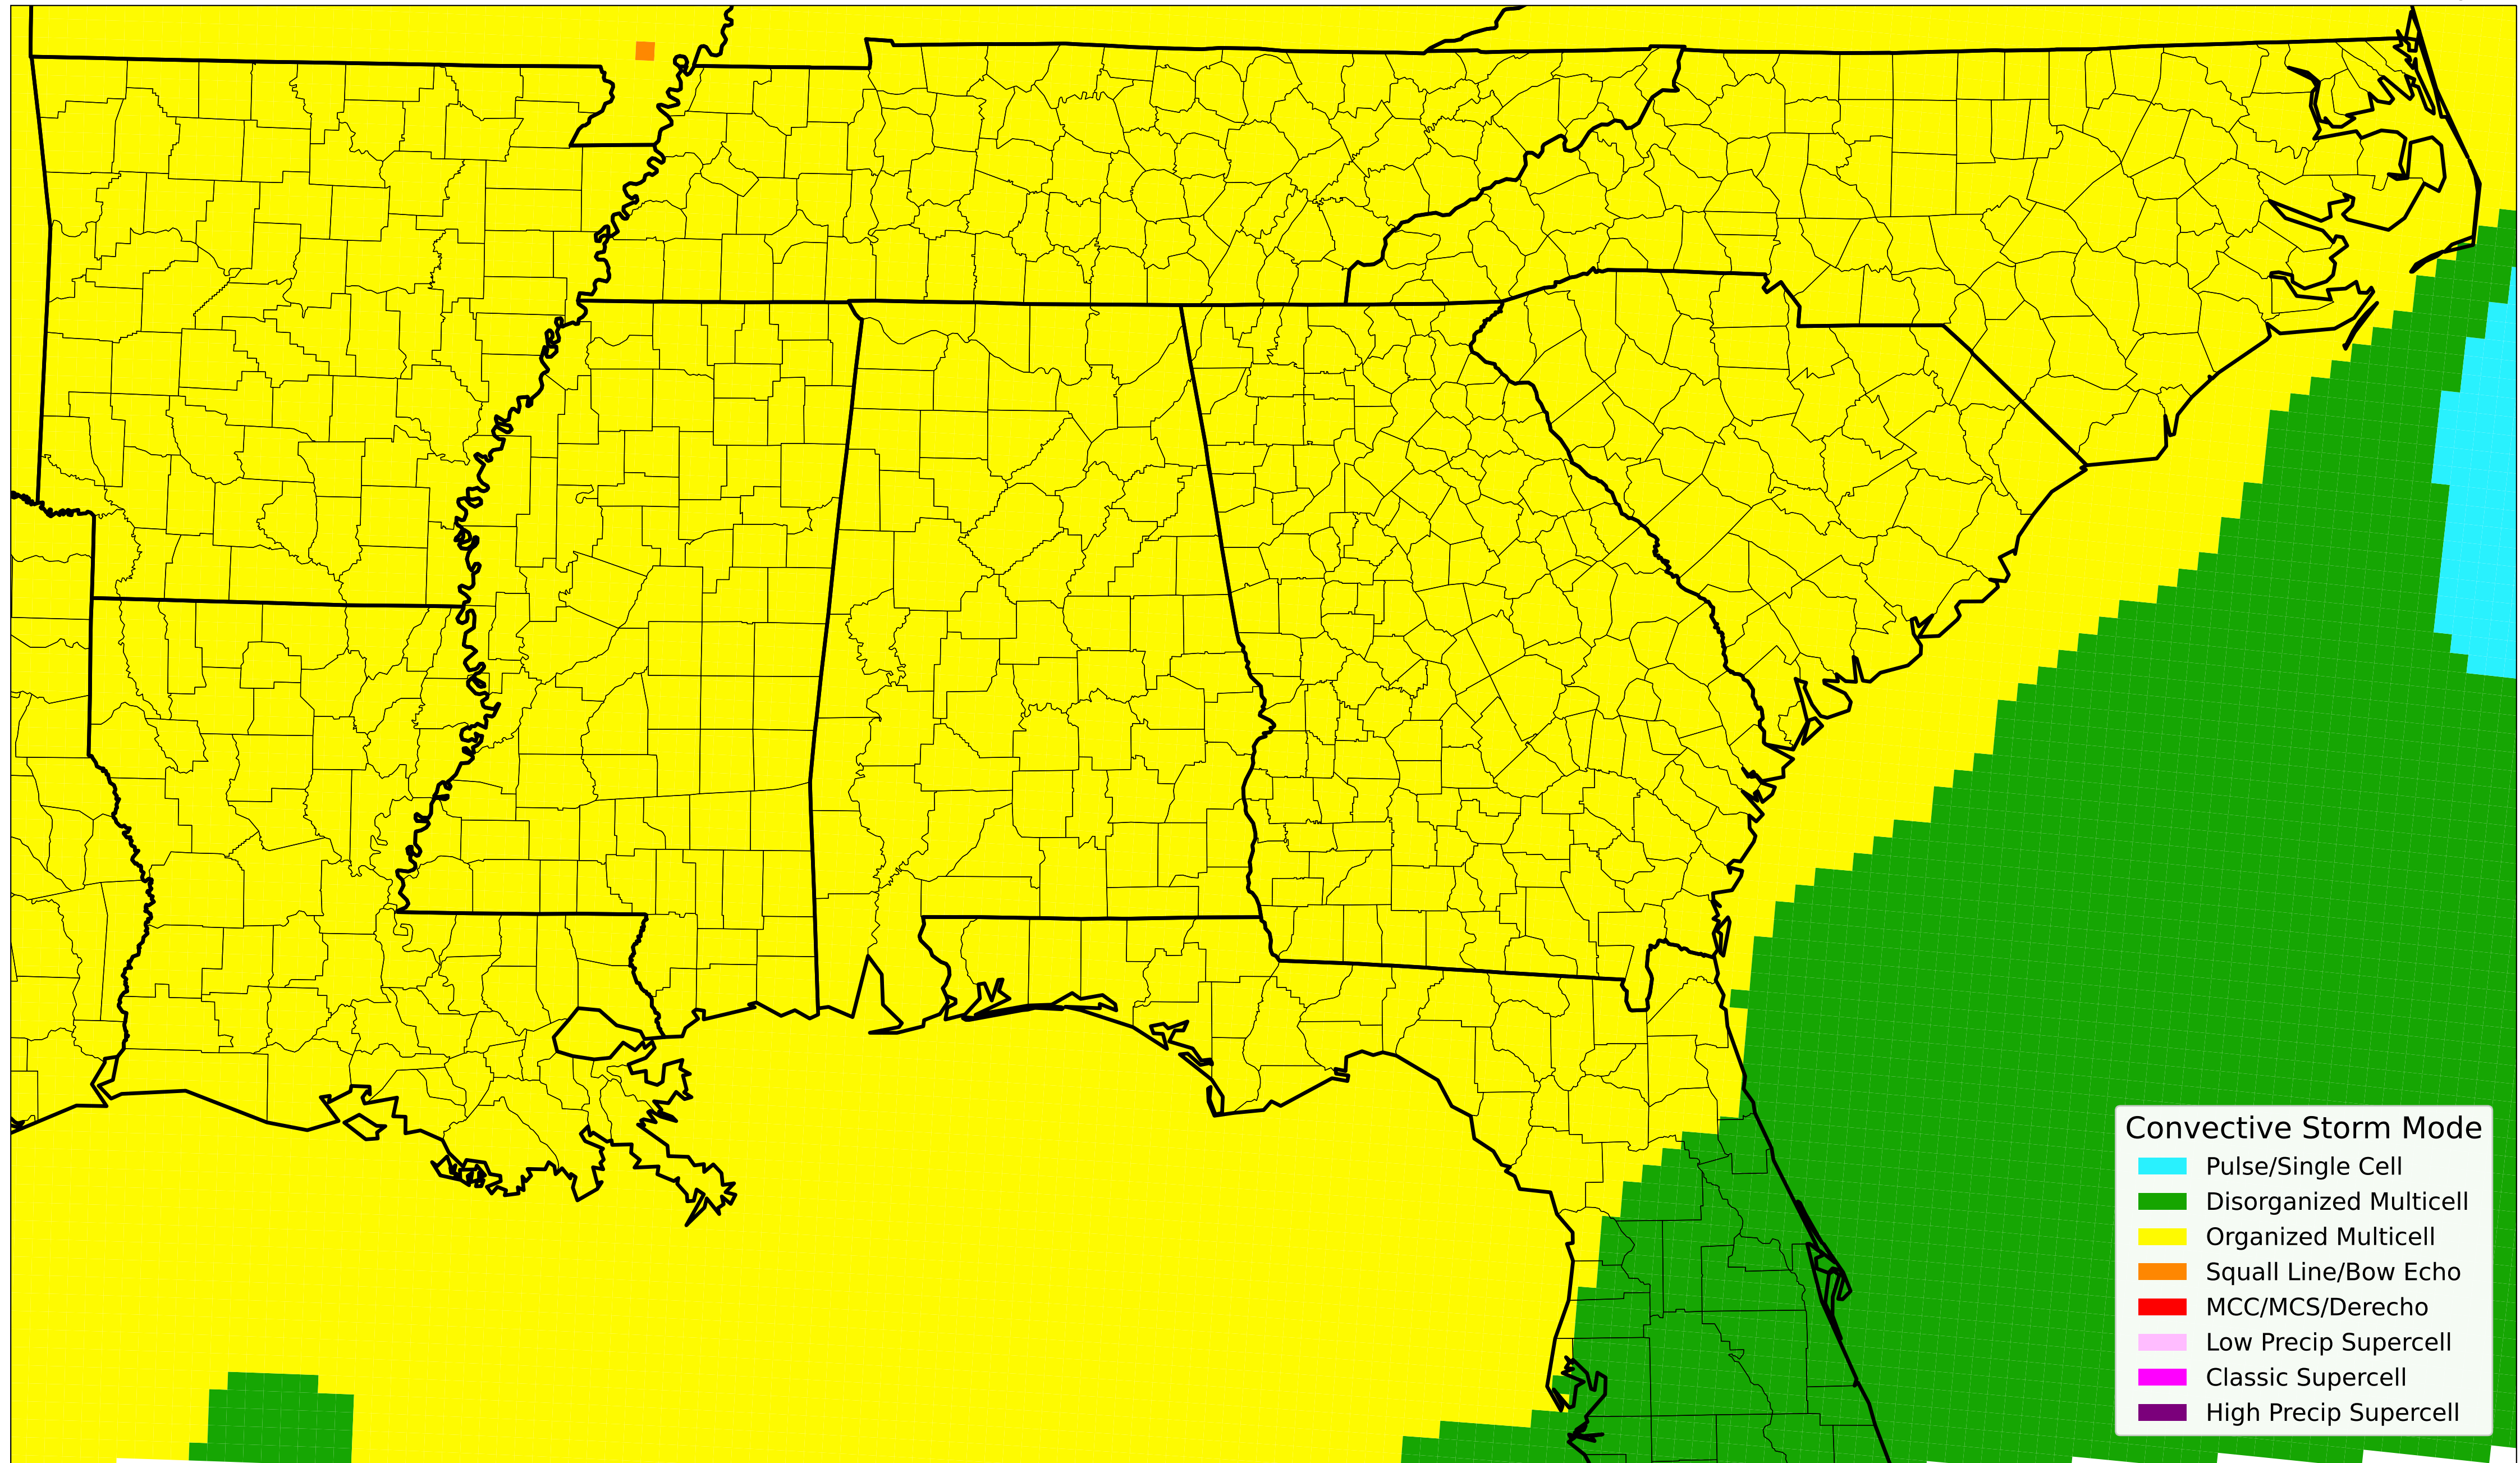 Convective Storm Mode
Pulse/Single Cell
Disorganized Multicell
Organized Multicell
Squall Line/Bow Echo
MCC/MCS/Derecho
Low Precip Supercell
Classic Supercell
High Precip Supercell